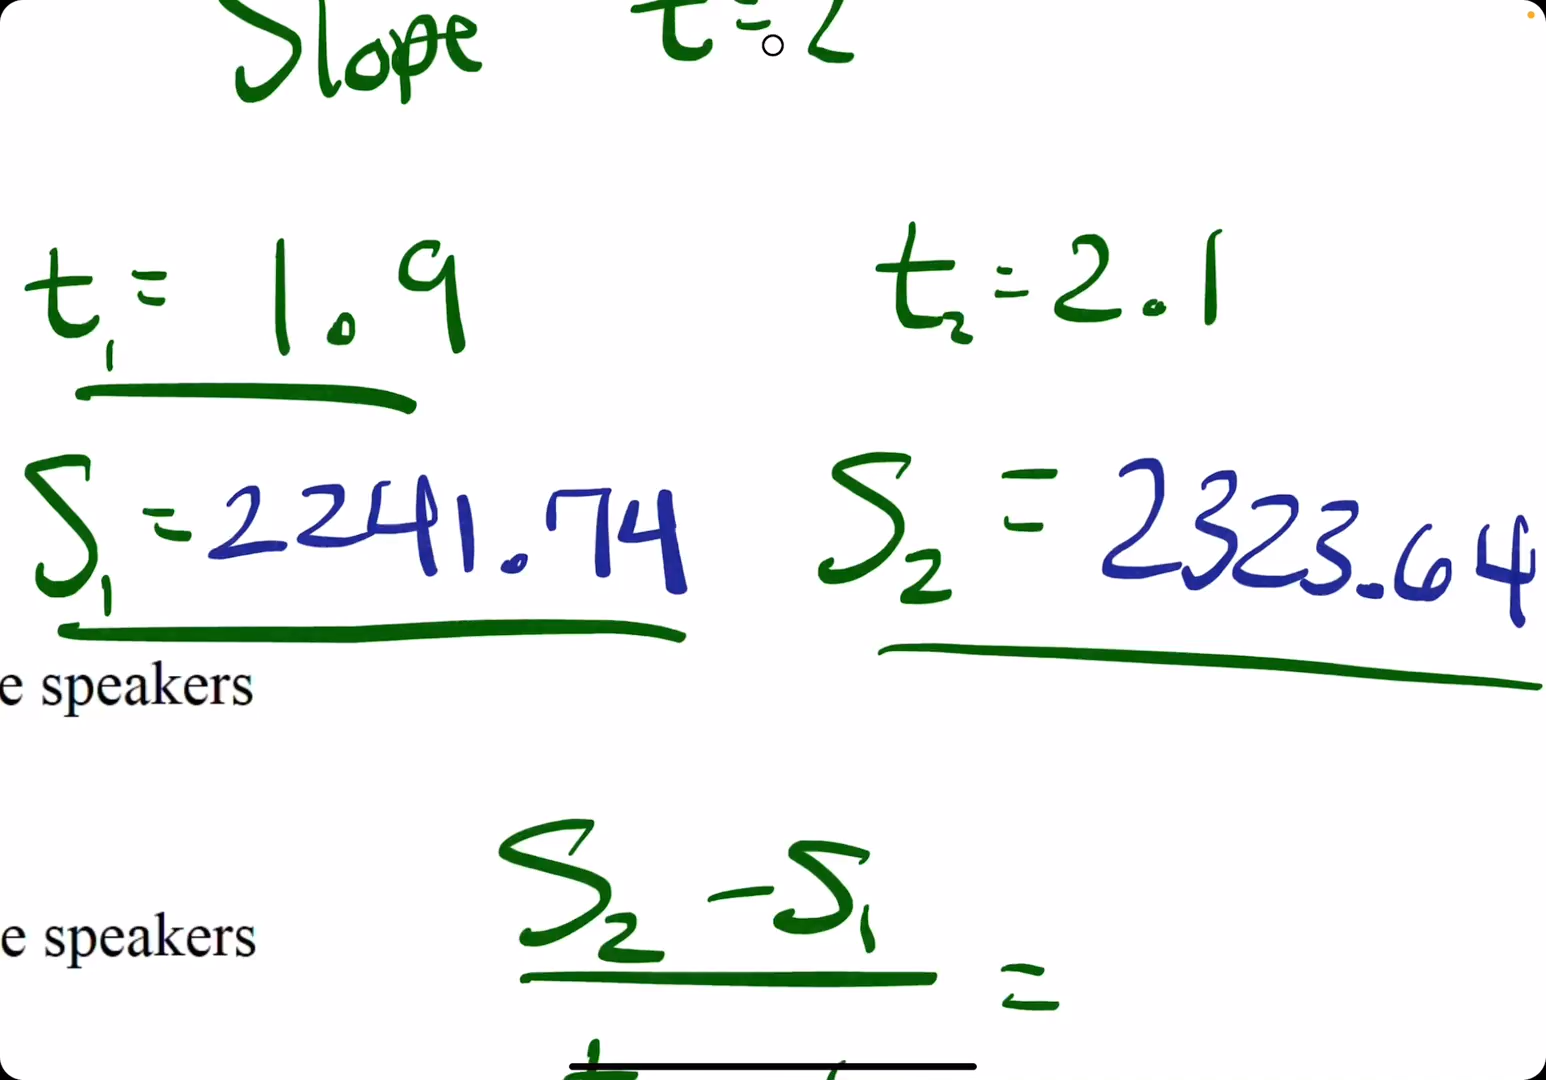 Slope t=2
t₁= 1.9 t₂=2.1
S₁=2241.74 S₂=2323.64
e speakers
S₂-S₁ =
e speakers